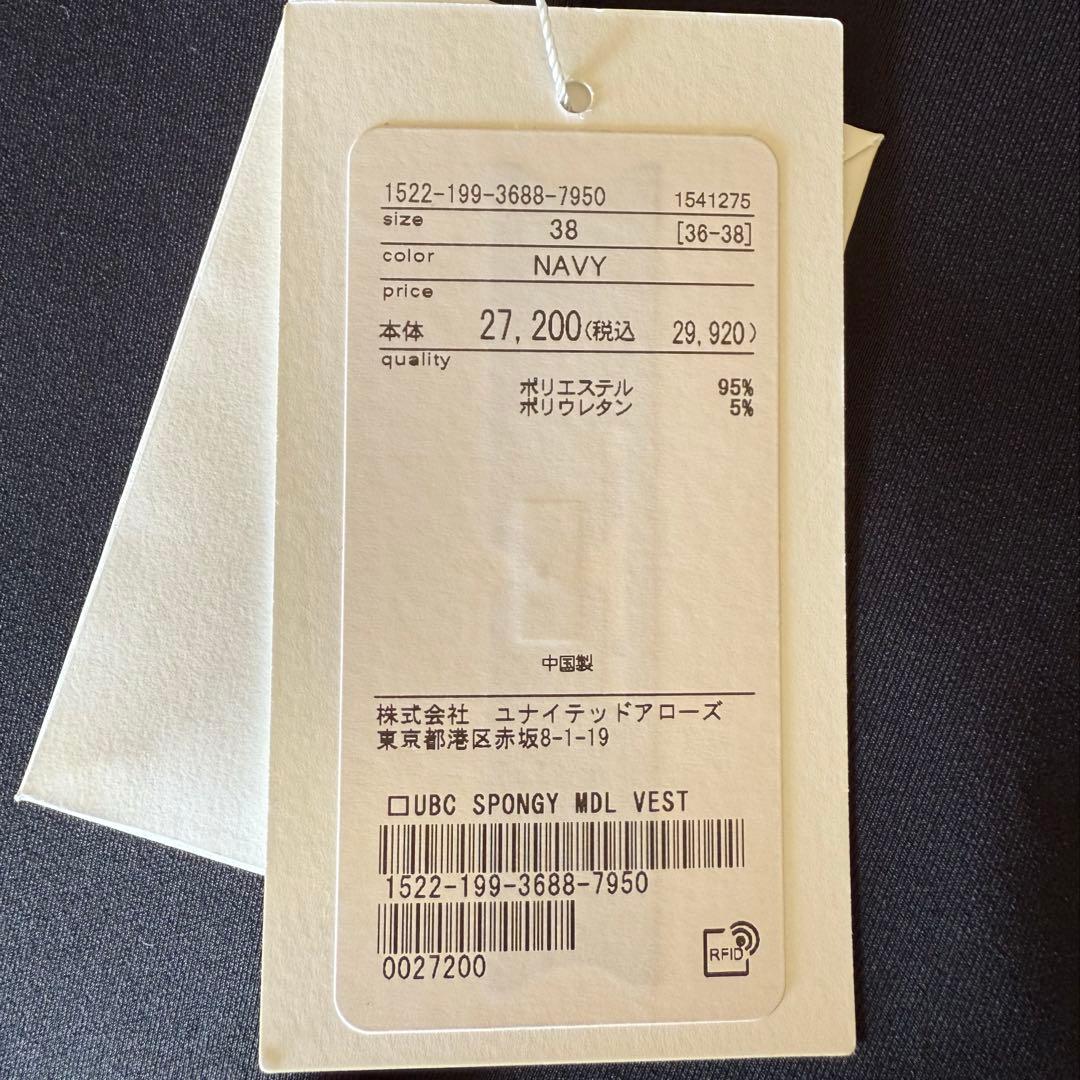 1522-199-3688-7950 1541275
size 38 [36-38]
color NAVY
price
本体 27,200(税込 29,920)
quality
ポリエステル 95%
ポリウレタン 5%
中国製
株式会社 ユナイテッドアローズ
東京都港区赤坂8-1-19
□UBC SPONGY MDL VEST
1522-199-3688-7950
0027200
RFID